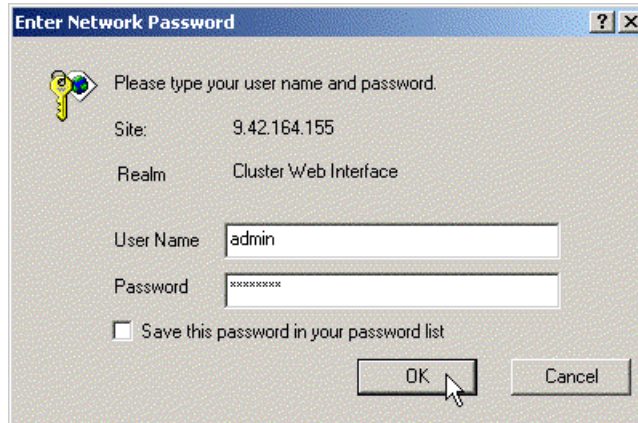 Enter Network Password
Please type your user name and password.
Site: 9.42.164.155
Realm Cluster Web Interface
User Name admin
Password ********
Save this password in your password list
OK Cancel